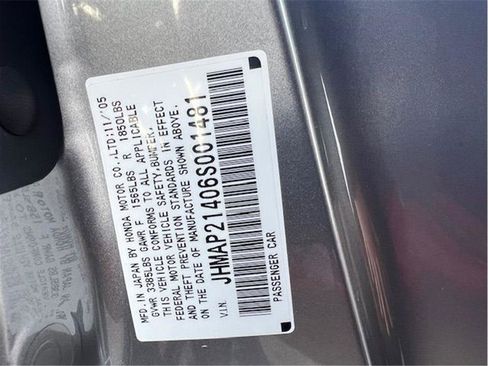 MFD. IN JAPAN BY HONDA MOTOR CO.,LTD:11/05
GVWR 3385LBS GAWR F 1565LBS R 1850LBS
THIS VEHICLE CONFORMS TO ALL APPLICABLE
FEDERAL MOTOR VEHICLE SAFETY,BUMPER,
AND THEFT PREVENTION STANDARDS IN EFFECT
ON THE DATE OF MANUFACTURE SHOWN ABOVE.
V.I.N.
JHMAP21406S001481
PASSENGER CAR